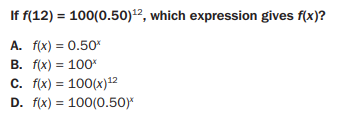 If f(12) = 100(0.50)¹², which expression gives f(x)?
A. f(x) = 0.50ˣ
B. f(x) = 100ˣ
C. f(x) = 100(x)¹²
D. f(x) = 100(0.50)ˣ